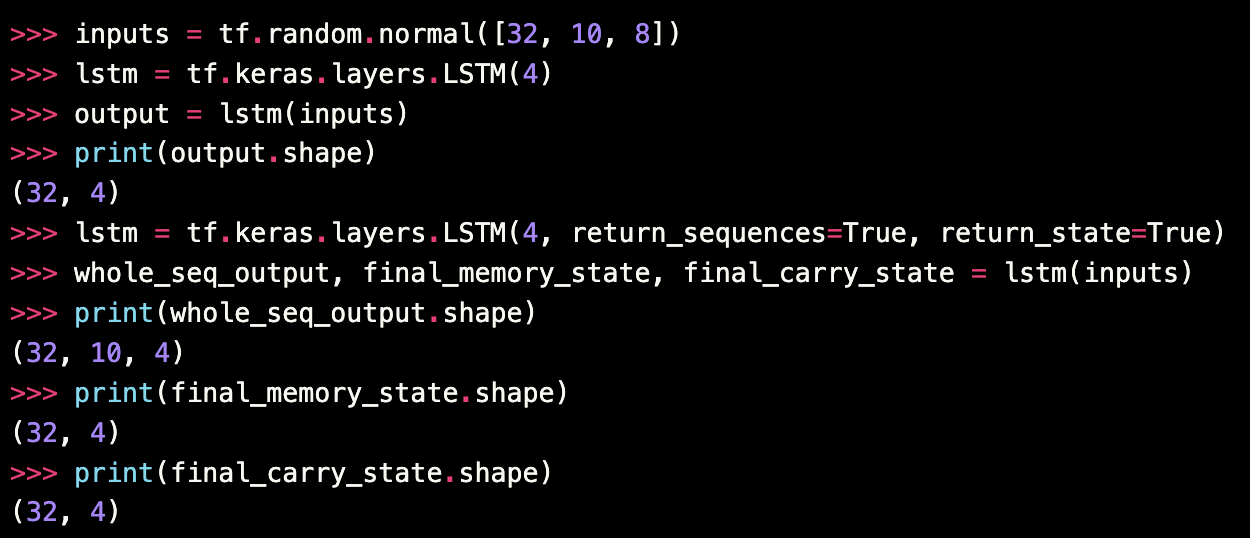 >>> inputs = tf.random.normal([32, 10, 8])
>>> lstm = tf.keras.layers.LSTM(4)
>>> output = lstm(inputs)
>>> print(output.shape)
(32, 4)
>>> lstm = tf.keras.layers.LSTM(4, return_sequences=True, return_state=True)
>>> whole_seq_output, final_memory_state, final_carry_state = lstm(inputs)
>>> print(whole_seq_output.shape)
(32, 10, 4)
>>> print(final_memory_state.shape)
(32, 4)
>>> print(final_carry_state.shape)
(32, 4)